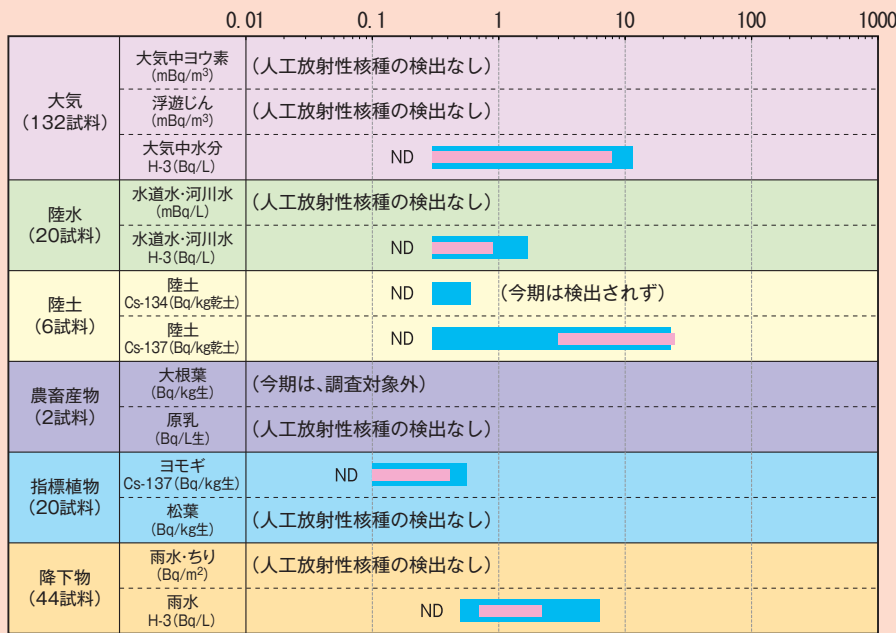 0.01 0.1 1 10 100 1000
大気
(132試料)
大気中ヨウ素
(mBq/m³)
(人工放射性核種の検出なし)
浮遊じん
(mBq/m³)
(人工放射性核種の検出なし)
大気中水分
H-3(Bq/L)
ND
陸水
(20試料)
水道水・河川水
(mBq/L)
(人工放射性核種の検出なし)
水道水・河川水
H-3(Bq/L)
ND
陸土
(6試料)
陸土
Cs-134(Bq/kg乾土)
ND
(今期は検出されず)
陸土
Cs-137(Bq/kg乾土)
ND
農畜産物
(2試料)
大根葉
(Bq/kg生)
(今期は、調査対象外)
原乳
(Bq/L生)
(人工放射性核種の検出なし)
指標植物
(20試料)
ヨモギ
Cs-137(Bq/kg生)
ND
松葉
(Bq/kg生)
(人工放射性核種の検出なし)
降下物
(44試料)
雨水・ちり
(Bq/m²)
(人工放射性核種の検出なし)
雨水
H-3(Bq/L)
ND